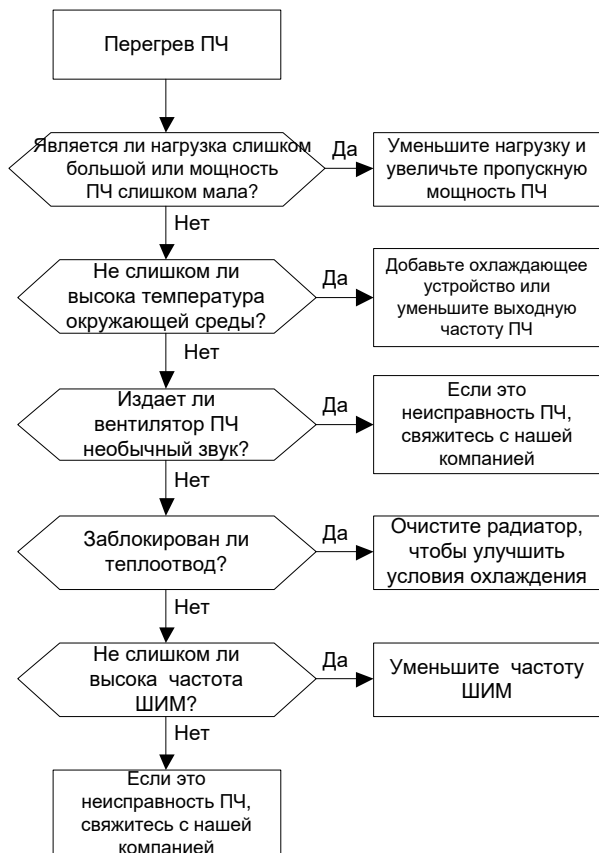 Перегрев ПЧ
Является ли нагрузка слишком
большой или мощность
ПЧ слишком мала?
Да
Уменьшите нагрузку и
увеличьте пропускную
мощность ПЧ
Нет
Не слишком ли
высока температура
окружающей среды?
Да
Добавьте охлаждающее
устройство или
уменьшите выходную
частоту ПЧ
Нет
Издает ли
вентилятор ПЧ
необычный звук?
Да
Если это
неисправность ПЧ,
свяжитесь с нашей
компанией
Нет
Заблокирован ли
теплоотвод?
Да
Очистите радиатор,
чтобы улучшить
условия охлаждения
Нет
Не слишком ли
высока частота
ШИМ?
Да
Уменьшите частоту
ШИМ
Нет
Если это
неисправность ПЧ,
свяжитесь с нашей
компанией